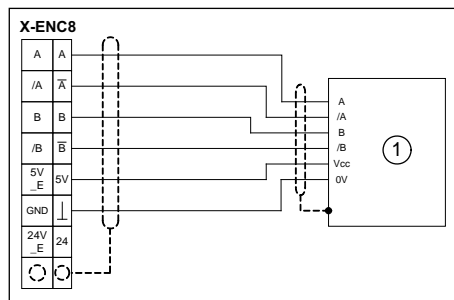 X-ENC8
A A
/A A̅
B B
/B B̅
5V _E 5V
GND ⊥
24V _E 24
A
/A
B
/B
Vcc
0V
1